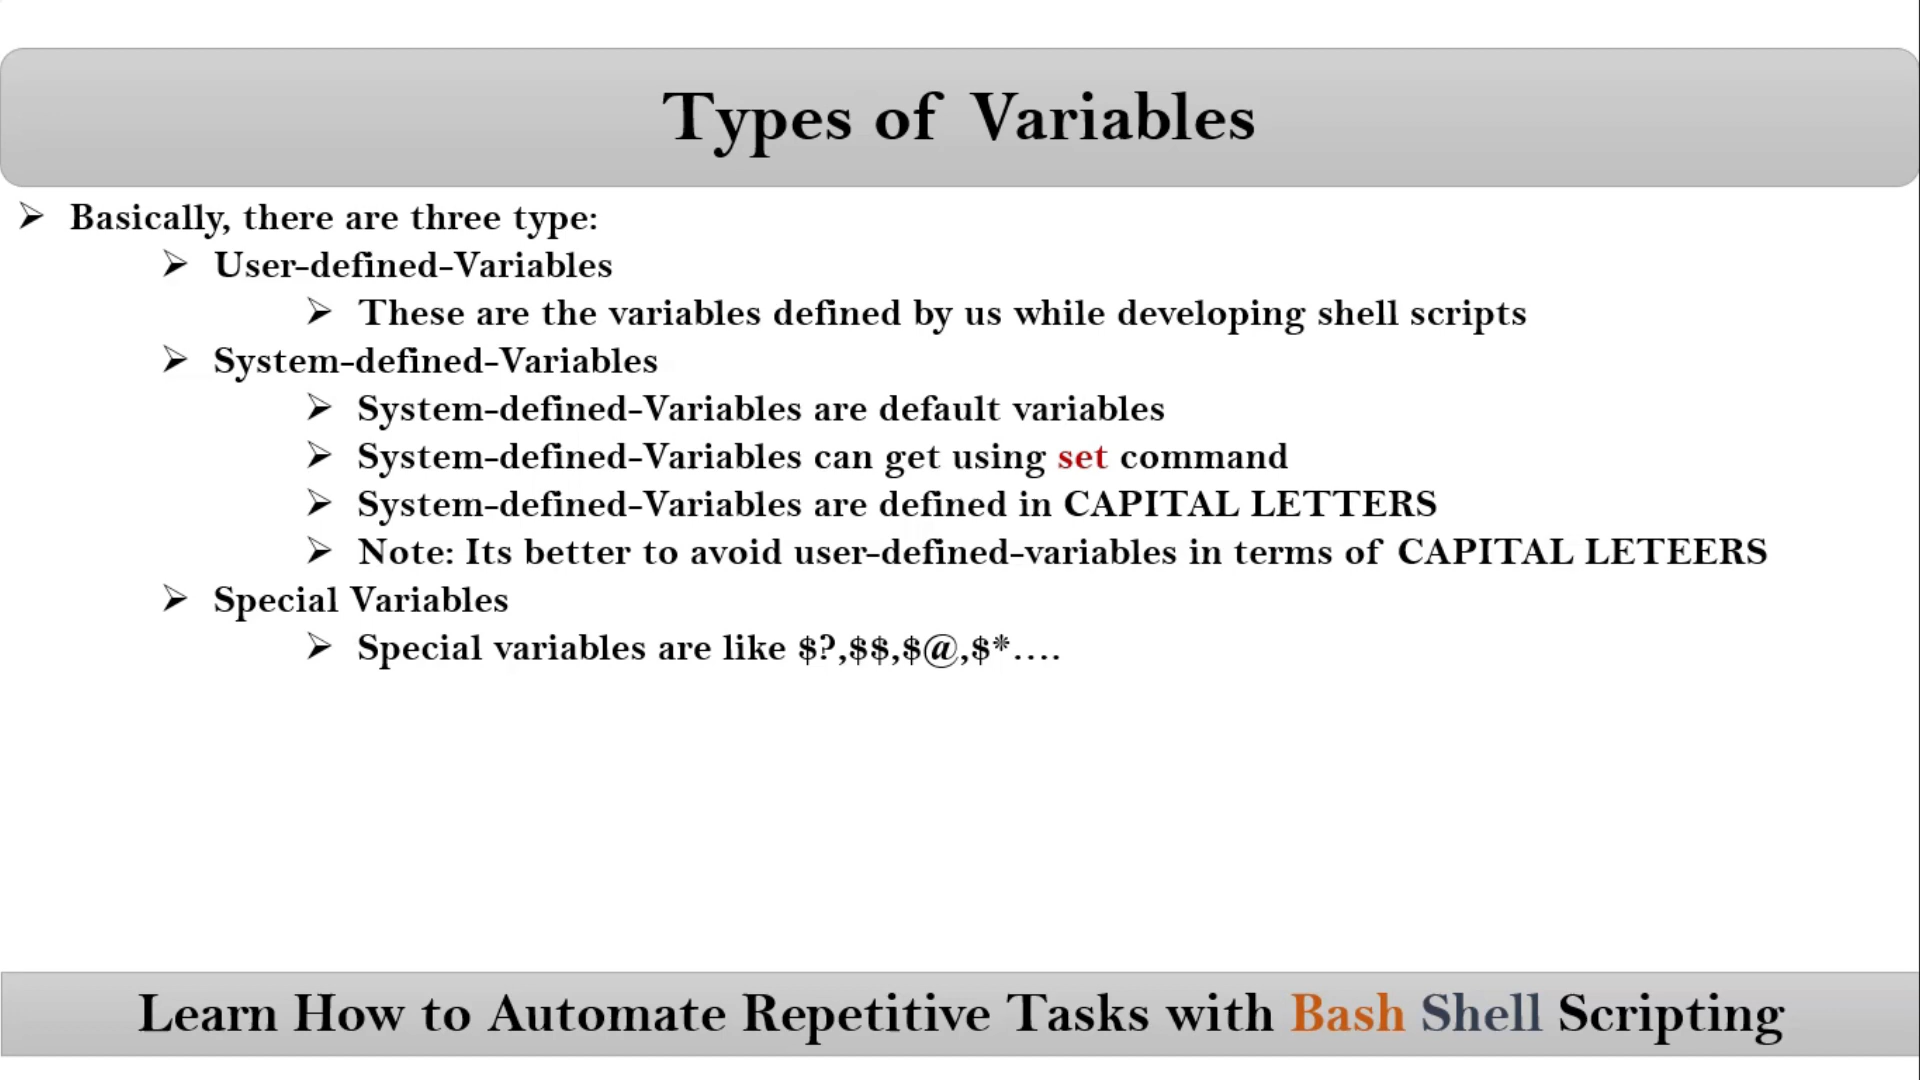 Types of Variables
Basically, there are three type:
User-defined-Variables
These are the variables defined by us while developing shell scripts
System-defined-Variables
System-defined-Variables are default variables
System-defined-Variables can get using set command
System-defined-Variables are defined in CAPITAL LETTERS
Note: Its better to avoid user-defined-variables in terms of CAPITAL LETEERS
Special Variables
Special variables are like $?,$$,$@,$*....
Learn How to Automate Repetitive Tasks with Bash Shell Scripting